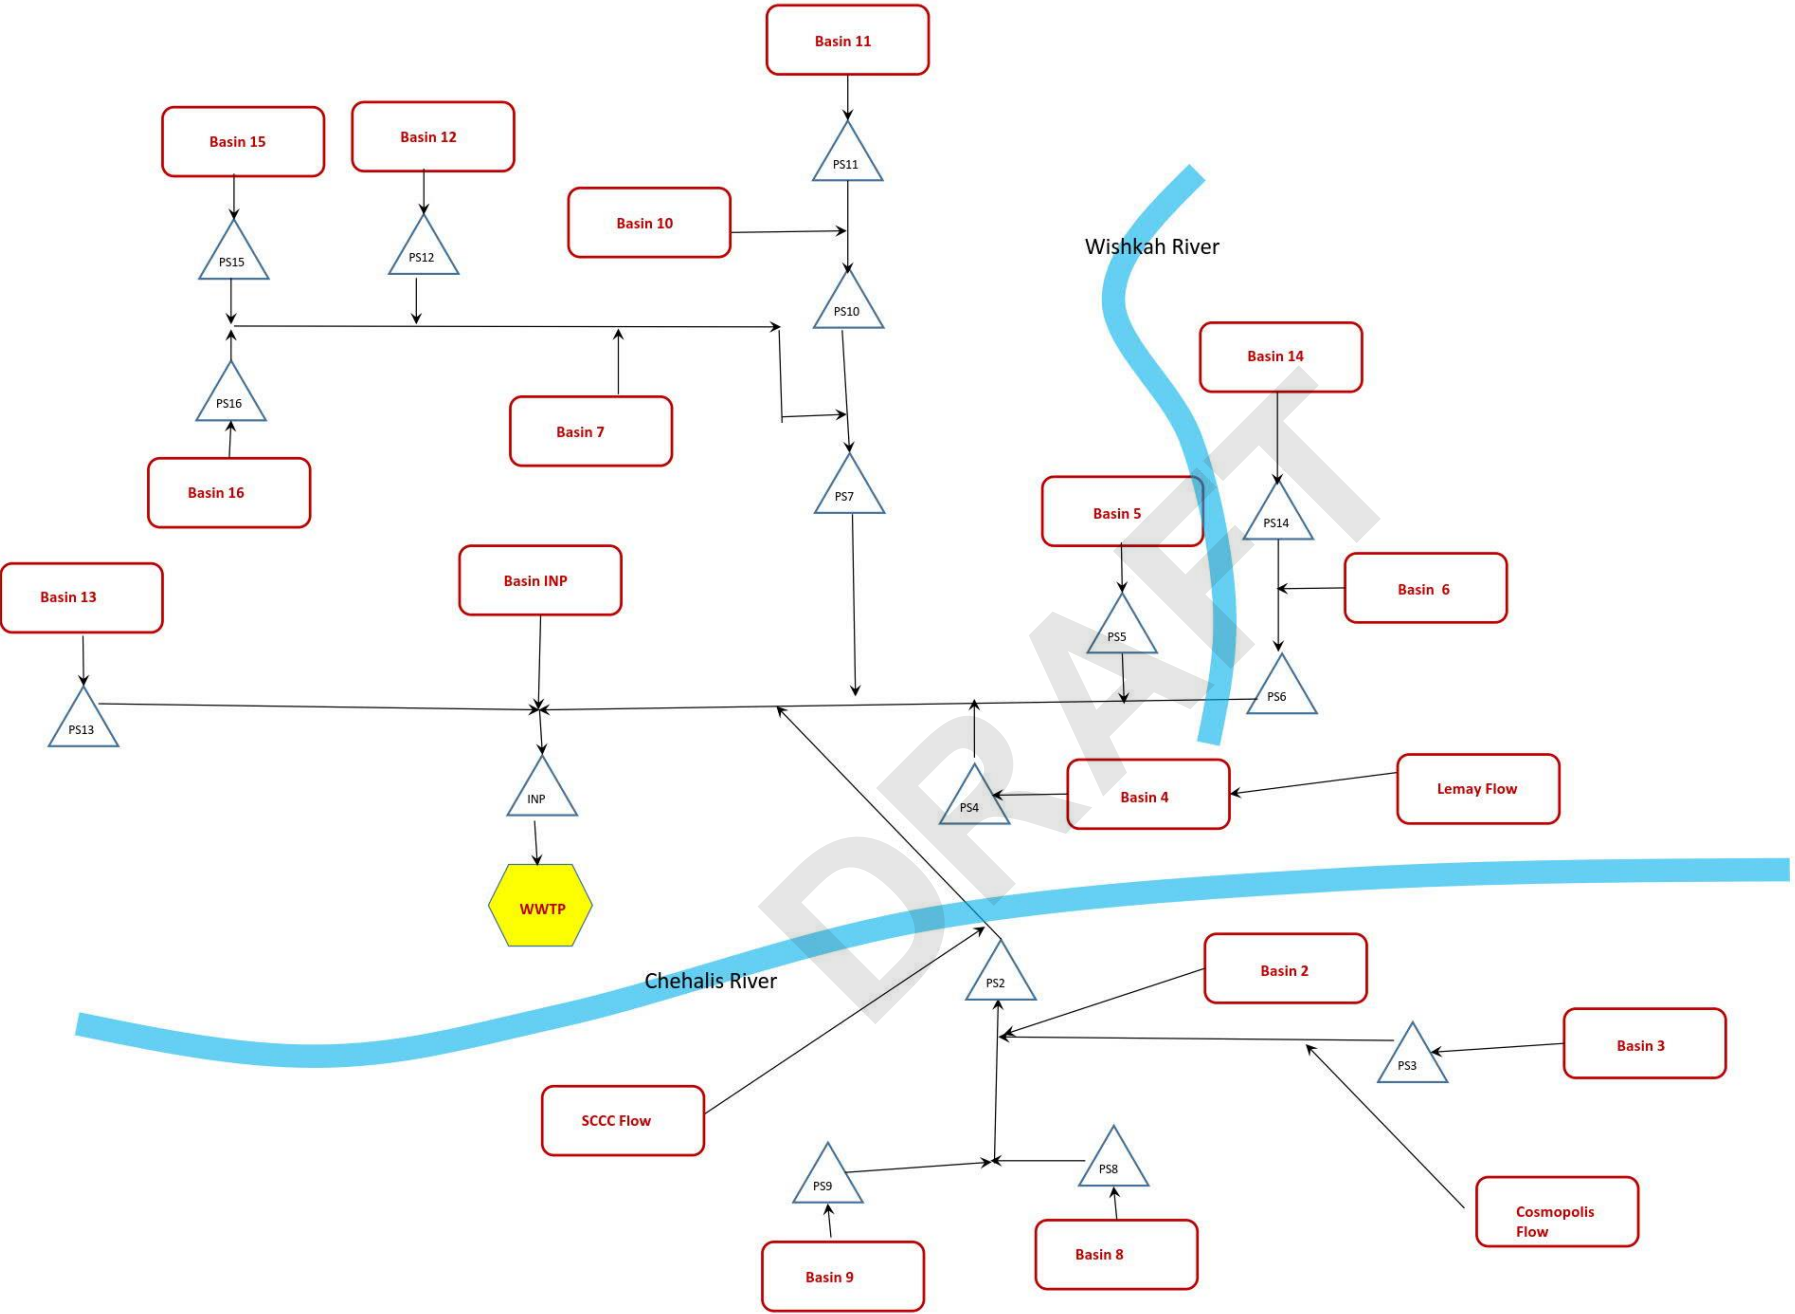 Basin 11
Basin 15
Basin 12
PS11
Basin 10
Wishkah River
PS15
PS12
PS10
Basin 14
PS16
Basin 7
Basin 16
PS7
Basin 5
PS14
Basin 13
Basin INP
Basin  6
PS5
PS6
PS13
INP
PS4
Basin 4
Lemay Flow
DRAFT
WWTP
Chehalis River
PS2
Basin 2
PS3
Basin 3
SCCC Flow
PS9
PS8
Cosmopolis
Flow
Basin 9
Basin 8